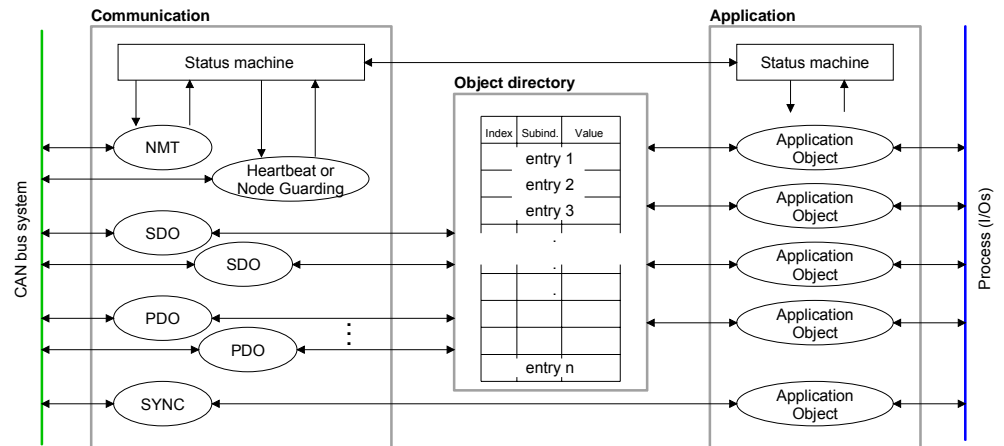 Communication
Application
Status machine
Status machine
Object directory
Index Subind. Value
NMT
Application
Object
entry 1
Heartbeat or
Node Guarding
entry 2
entry 3
Application
Object
SDO
.
SDO
.
.
Application
Object
PDO
Application
Object
PDO
entry n
SYNC
Application
Object
CAN bus system
Process (I/Os)